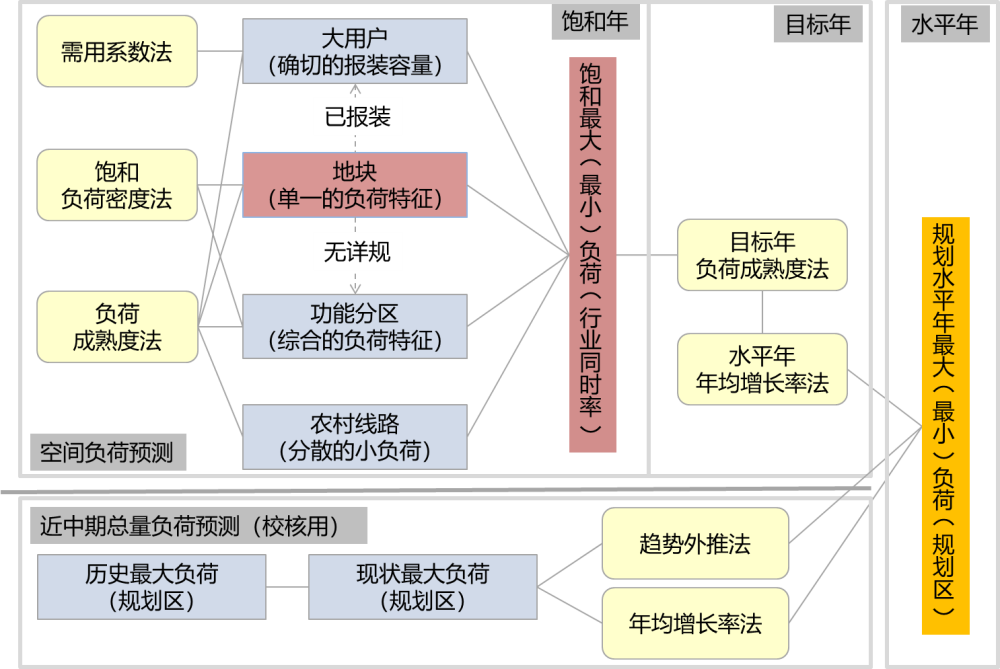 饱和年
目标年
水平年
需用系数法
大用户
(确切的报装容量)
已报装
饱和
负荷密度法
地块
(单一的负荷特征)
无详规
负荷
成熟度法
功能分区
(综合的负荷特征)
农村线路
(分散的小负荷)
空间负荷预测
饱和最大(最小)负荷(行业同时率)
目标年
负荷成熟度法
水平年
年均增长率法
规划水平年最大(最小)负荷(规划区)
近中期总量负荷预测(校核用)
历史最大负荷
(规划区)
现状最大负荷
(规划区)
趋势外推法
年均增长率法